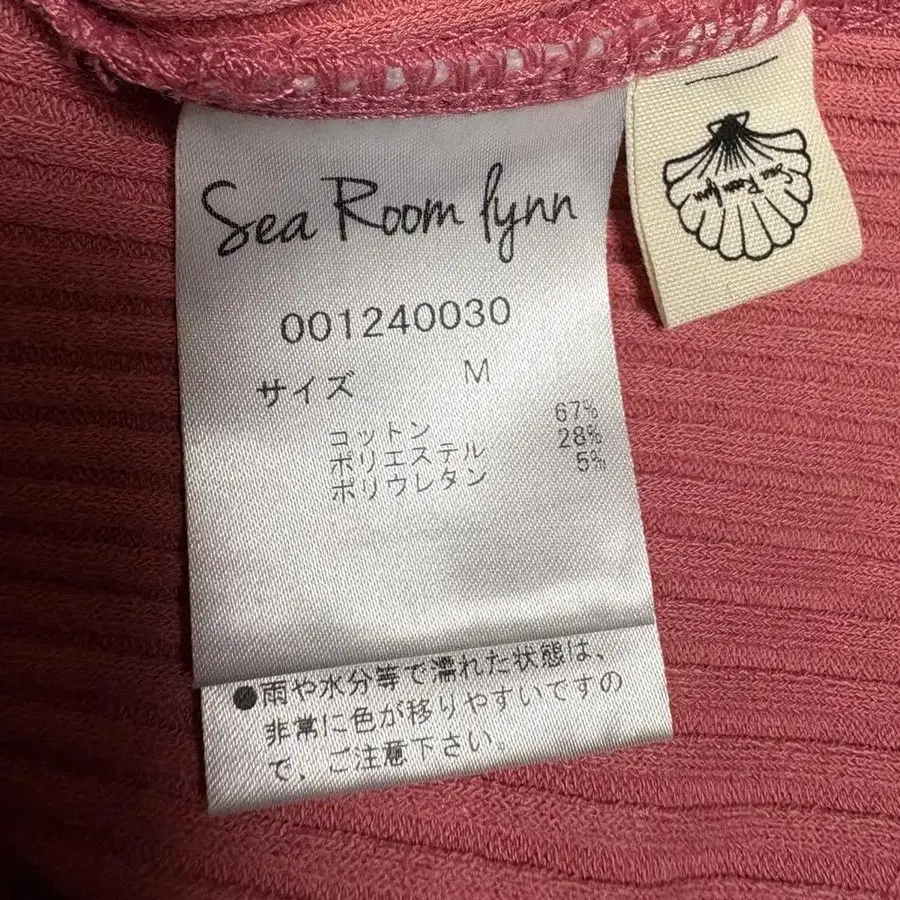 Sea Room lynn
Sea Room lynn
001240030
サイズ M
コットン 67%
ポリエステル 28%
ポリウレタン 5%
●雨や水分等で濡れた状態は、
非常に色が移りやすいですの
で、ご注意下さい。